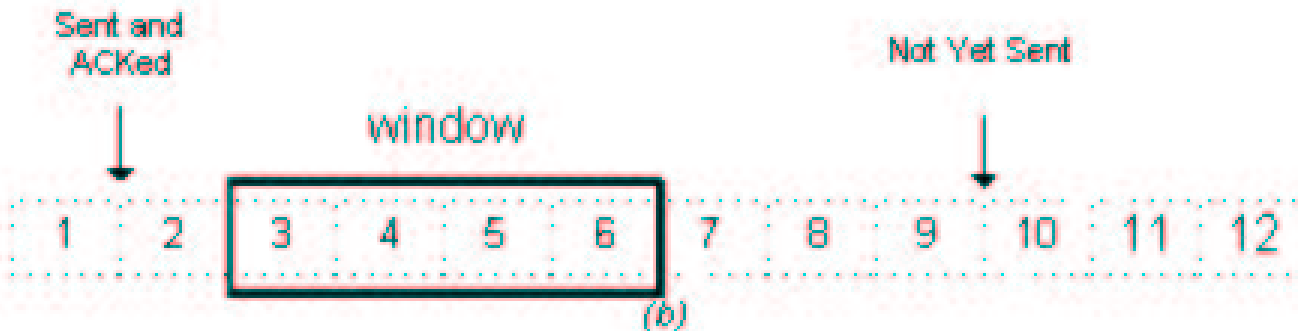 Sent and
ACKed
Not Yet Sent
window
1 2 3 4 5 6 7 8 9 10 11 12
(b)